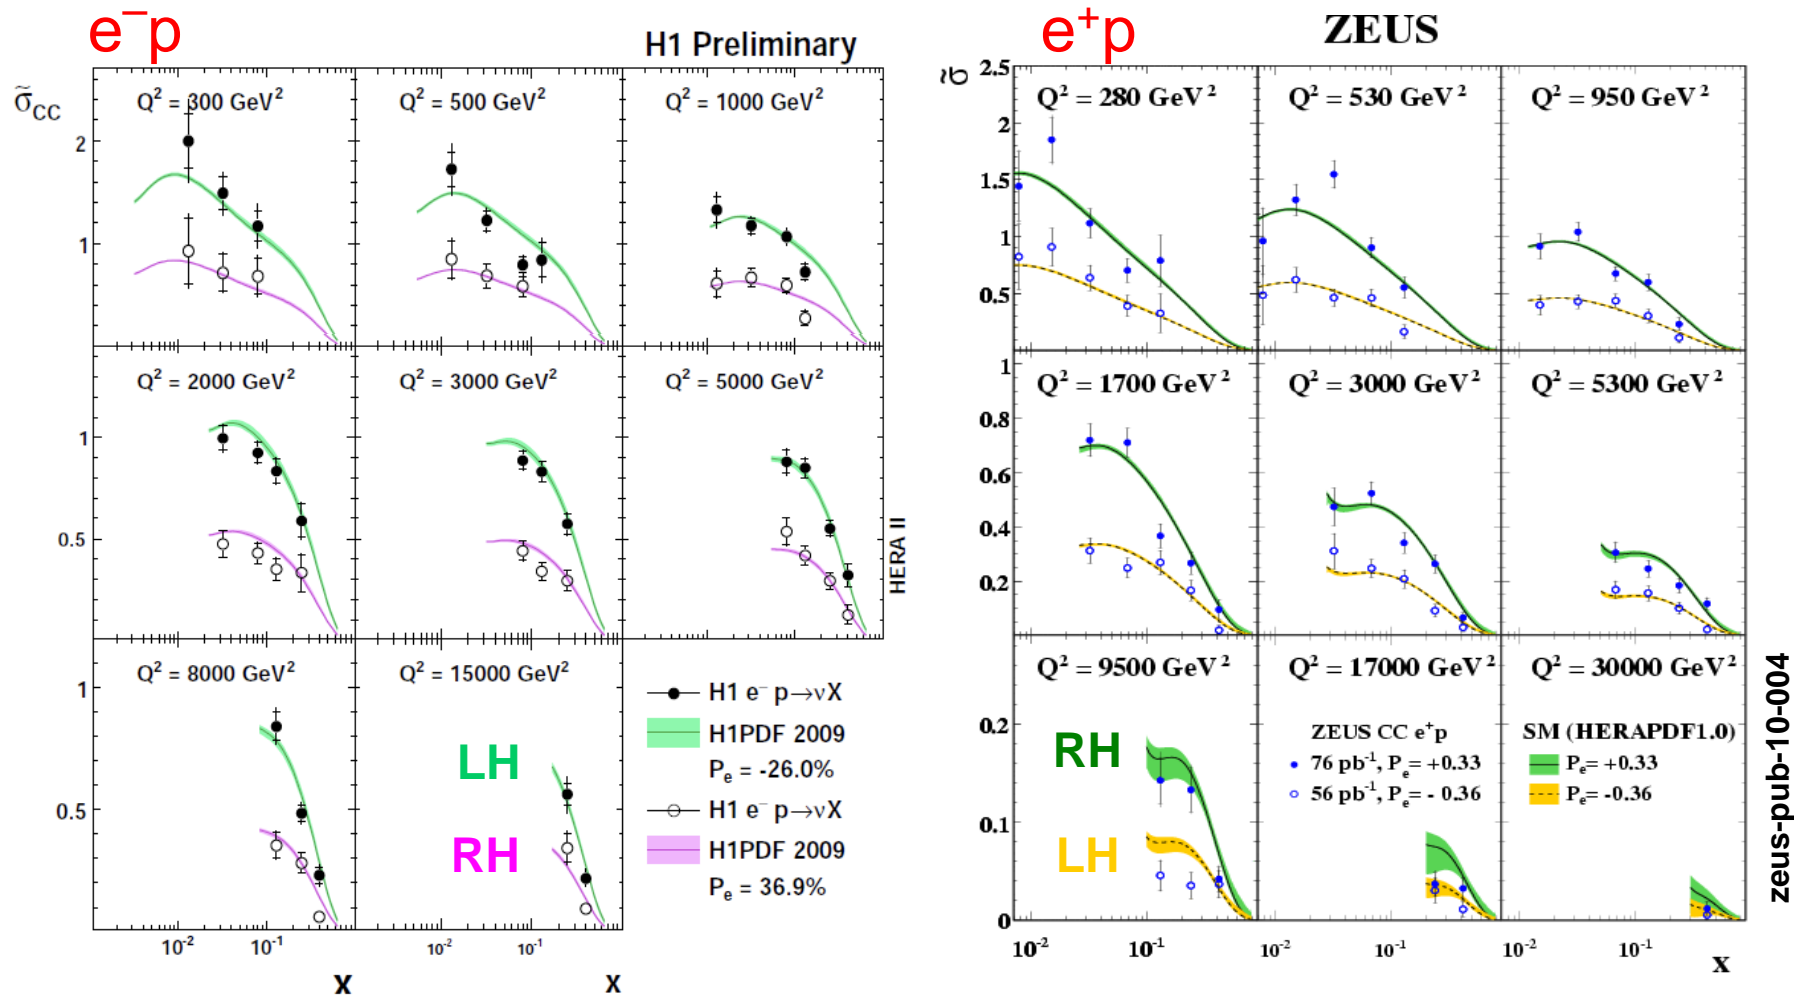 e⁻p
H1 Preliminary
σ̃CC
Q² = 300 GeV²
Q² = 500 GeV²
Q² = 1000 GeV²
2
1
Q² = 2000 GeV²
Q² = 3000 GeV²
Q² = 5000 GeV²
1
0.5
HERA II
Q² = 8000 GeV²
Q² = 15000 GeV²
1
0.5
LH
RH
H1 e⁻ p→νX
H1PDF 2009
Pe = -26.0%
H1 e⁻ p→νX
H1PDF 2009
Pe = 36.9%
10⁻² 10⁻¹ 10⁻² 10⁻¹
x x
e⁺p
ZEUS
σ̃
2.5
Q² = 280 GeV²
Q² = 530 GeV²
Q² = 950 GeV²
2
1.5
1
0.5
1
Q² = 1700 GeV²
Q² = 3000 GeV²
Q² = 5300 GeV²
0.8
0.6
0.4
0.2
Q² = 9500 GeV²
Q² = 17000 GeV²
Q² = 30000 GeV²
0.2
0.1
0
RH
LH
ZEUS CC e⁺p
76 pb⁻¹, Pe= +0.33
56 pb⁻¹, Pe= - 0.36
SM (HERAPDF1.0)
Pe= +0.33
Pe= -0.36
10⁻² 10⁻¹ 10⁻² 10⁻¹ 10⁻² 10⁻¹
x
zeus-pub-10-004